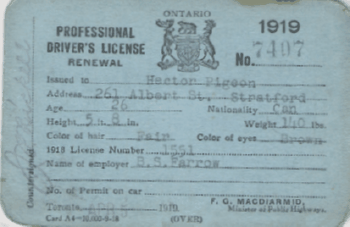 ONTARIO
PROFESSIONAL
DRIVER'S LICENSE
RENEWAL
1919
No. 7407
Issued to Hector Pigeon
Address 261 Albert St. Stratford
Age 26 Nationality Can
Height 5 ft. 8 in. Weight 140 lbs.
Color of hair Fair Color of eyes Brown
1918 License Number 1591
Name of employer S.S. Farrow
No. of Permit on car
F. G. MACDIARMID,
Toronto 1919. Minister of Public Highways.
(OVER)
Countersigned